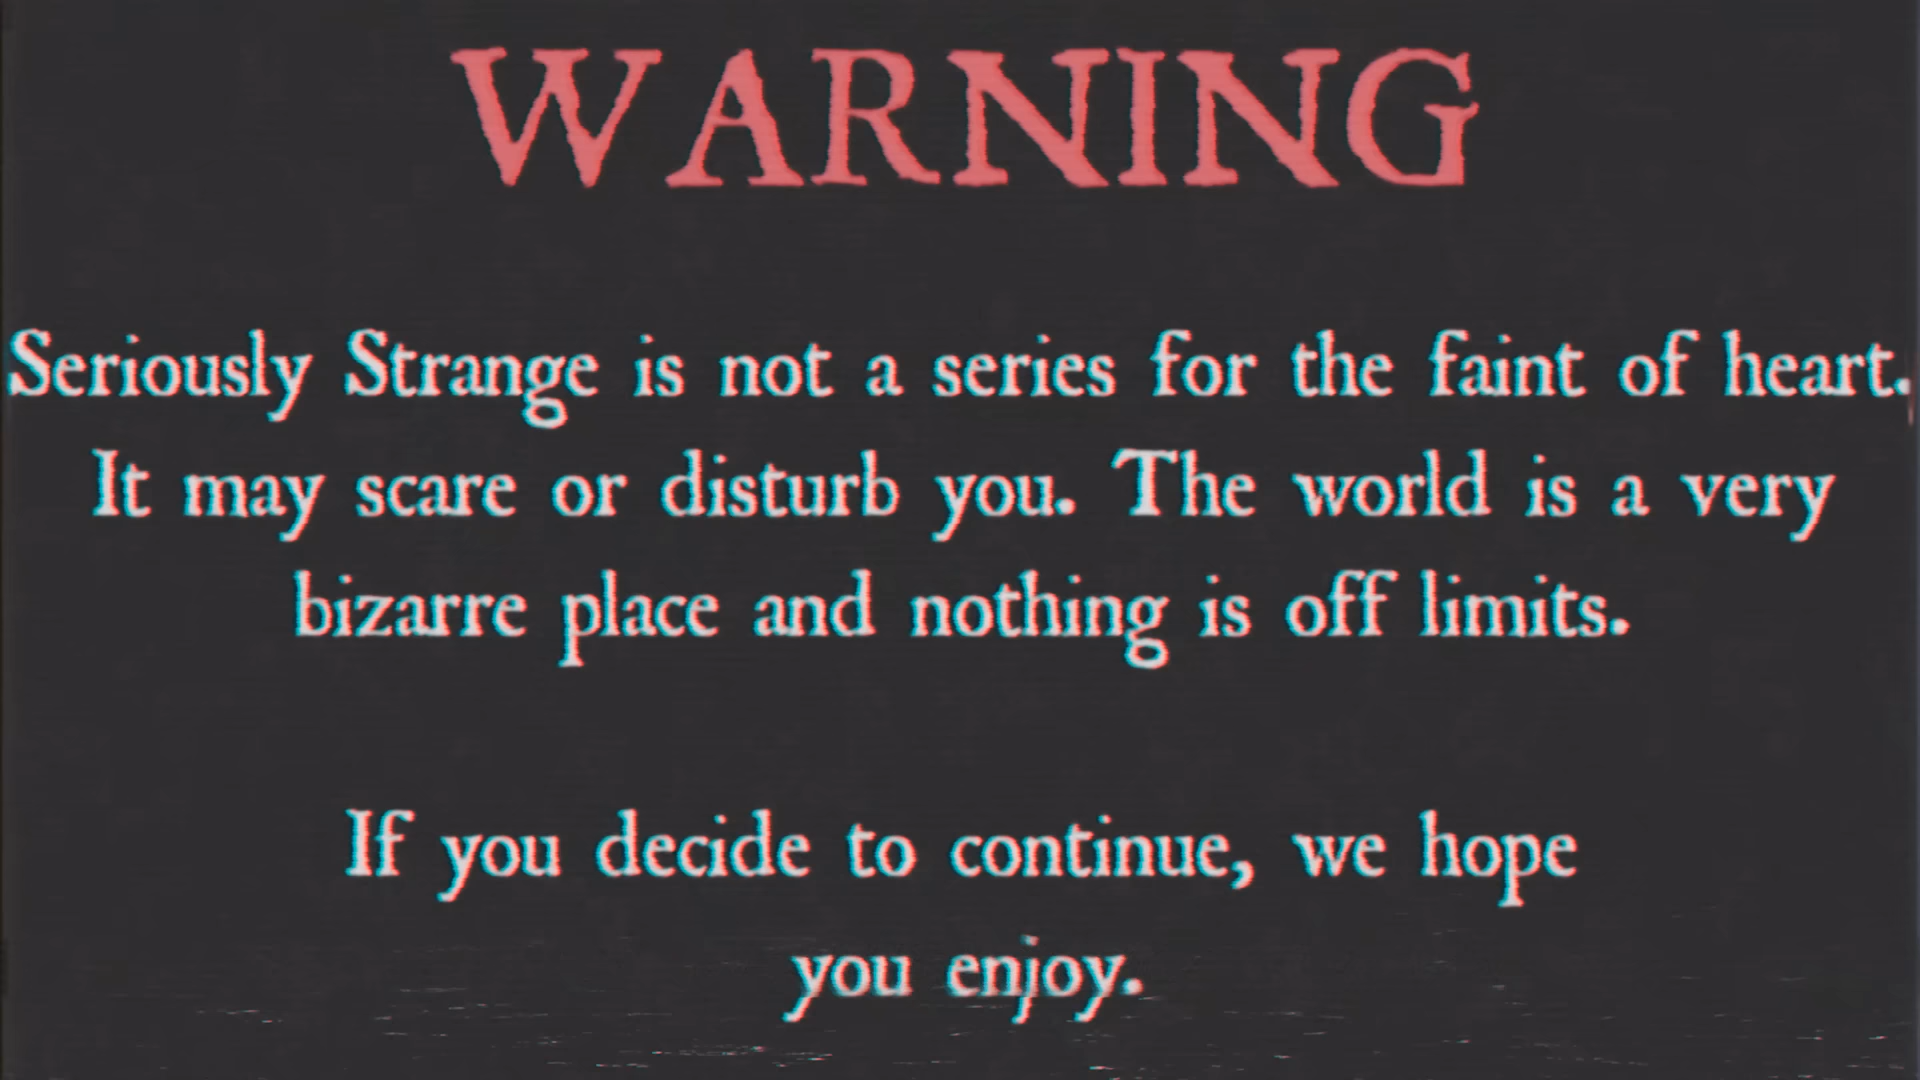 WARNING
Seriously Strange is not a series for the faint of heart.
It may scare or disturb you. The world is a very
bizarre place and nothing is off limits.
If you decide to continue, we hope
you enjoy.